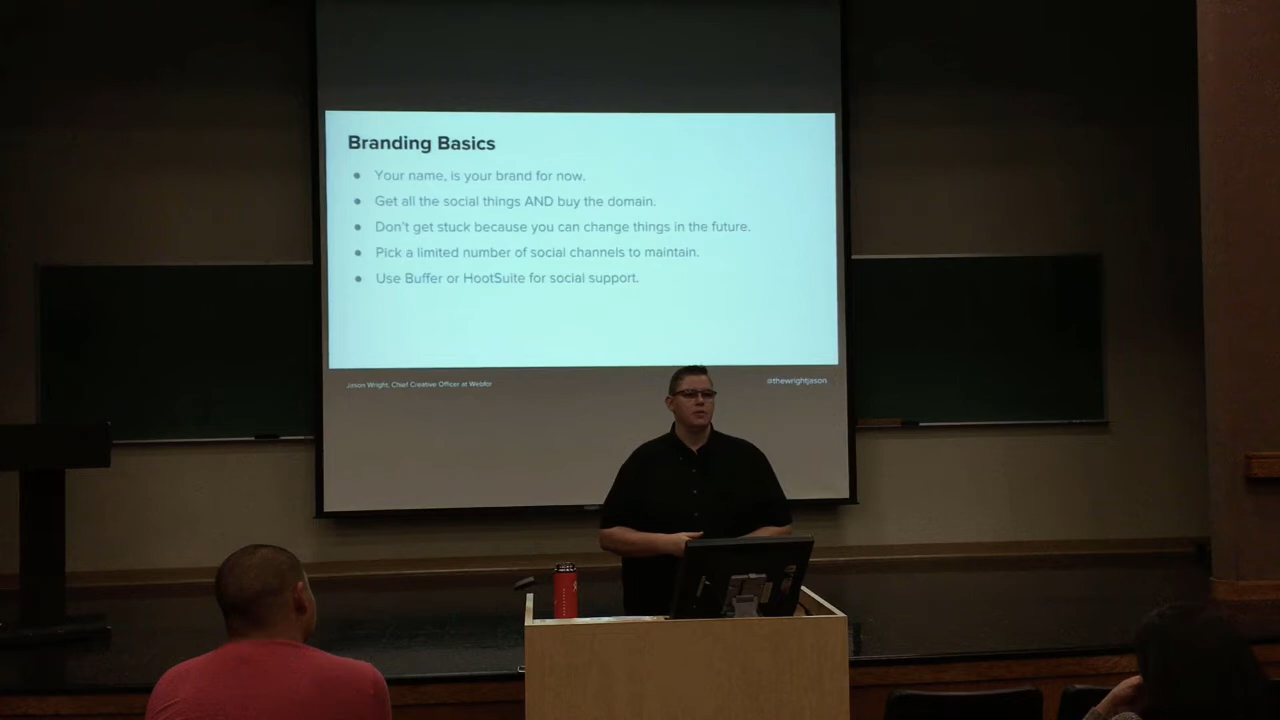 Branding Basics
● Your name, is your brand for now.
● Get all the social things AND buy the domain.
● Don't get stuck because you can change things in the future.
● Pick a limited number of social channels to maintain.
● Use Buffer or HootSuite for social support.
Jason Wright, Chief Creative Officer at Webfor
@thewrightjason